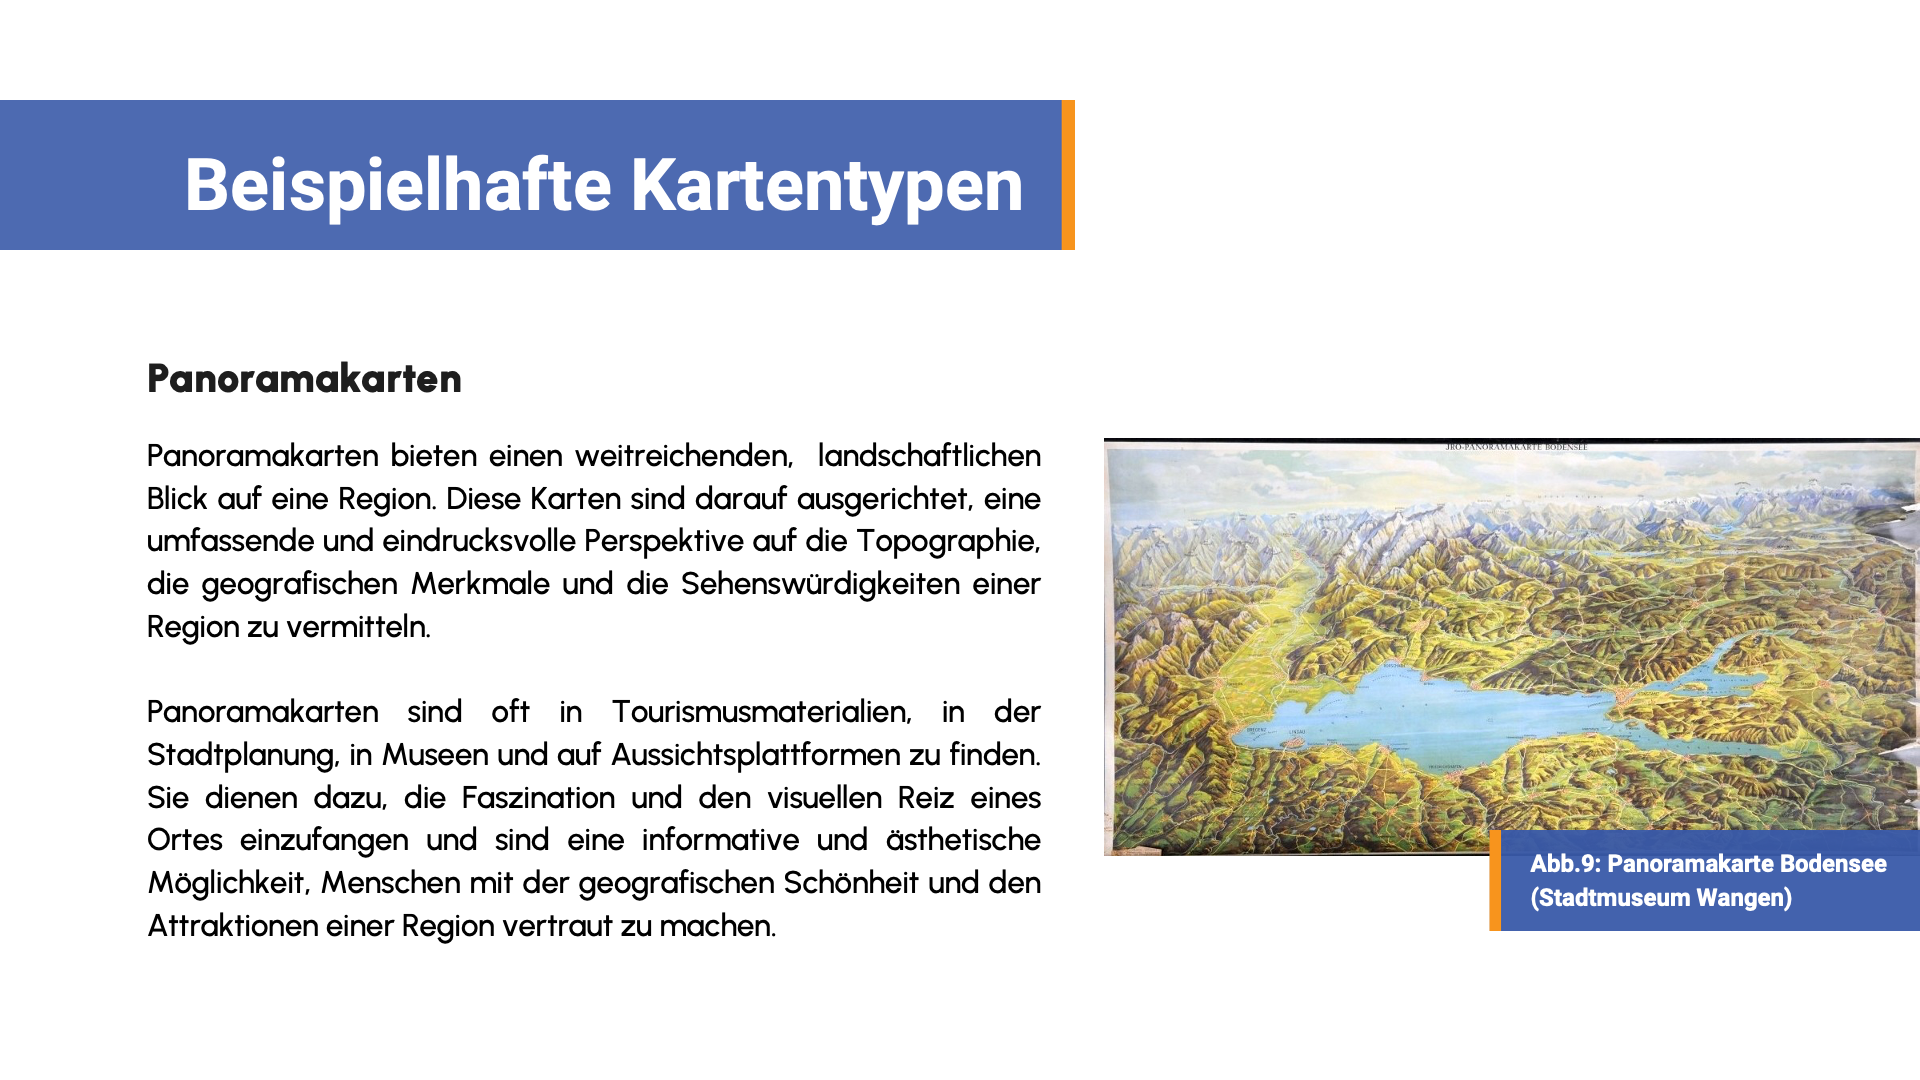 Beispielhafte Kartentypen
Panoramakarten
Panoramakarten bieten einen weitreichenden, landschaftlichen
Blick auf eine Region. Diese Karten sind darauf ausgerichtet, eine
umfassende und eindrucksvolle Perspektive auf die Topographie,
die geografischen Merkmale und die Sehenswürdigkeiten einer
Region zu vermitteln.
Panoramakarten sind oft in Tourismusmaterialien, in der
Stadtplanung, in Museen und auf Aussichtsplattformen zu finden.
Sie dienen dazu, die Faszination und den visuellen Reiz eines
Ortes einzufangen und sind eine informative und ästhetische
Möglichkeit, Menschen mit der geografischen Schönheit und den
Attraktionen einer Region vertraut zu machen.
JRO-PANORAMAKARTE BODENSEE
BREGENZ
LINDAU
Abb.9: Panoramakarte Bodensee
(Stadtmuseum Wangen)